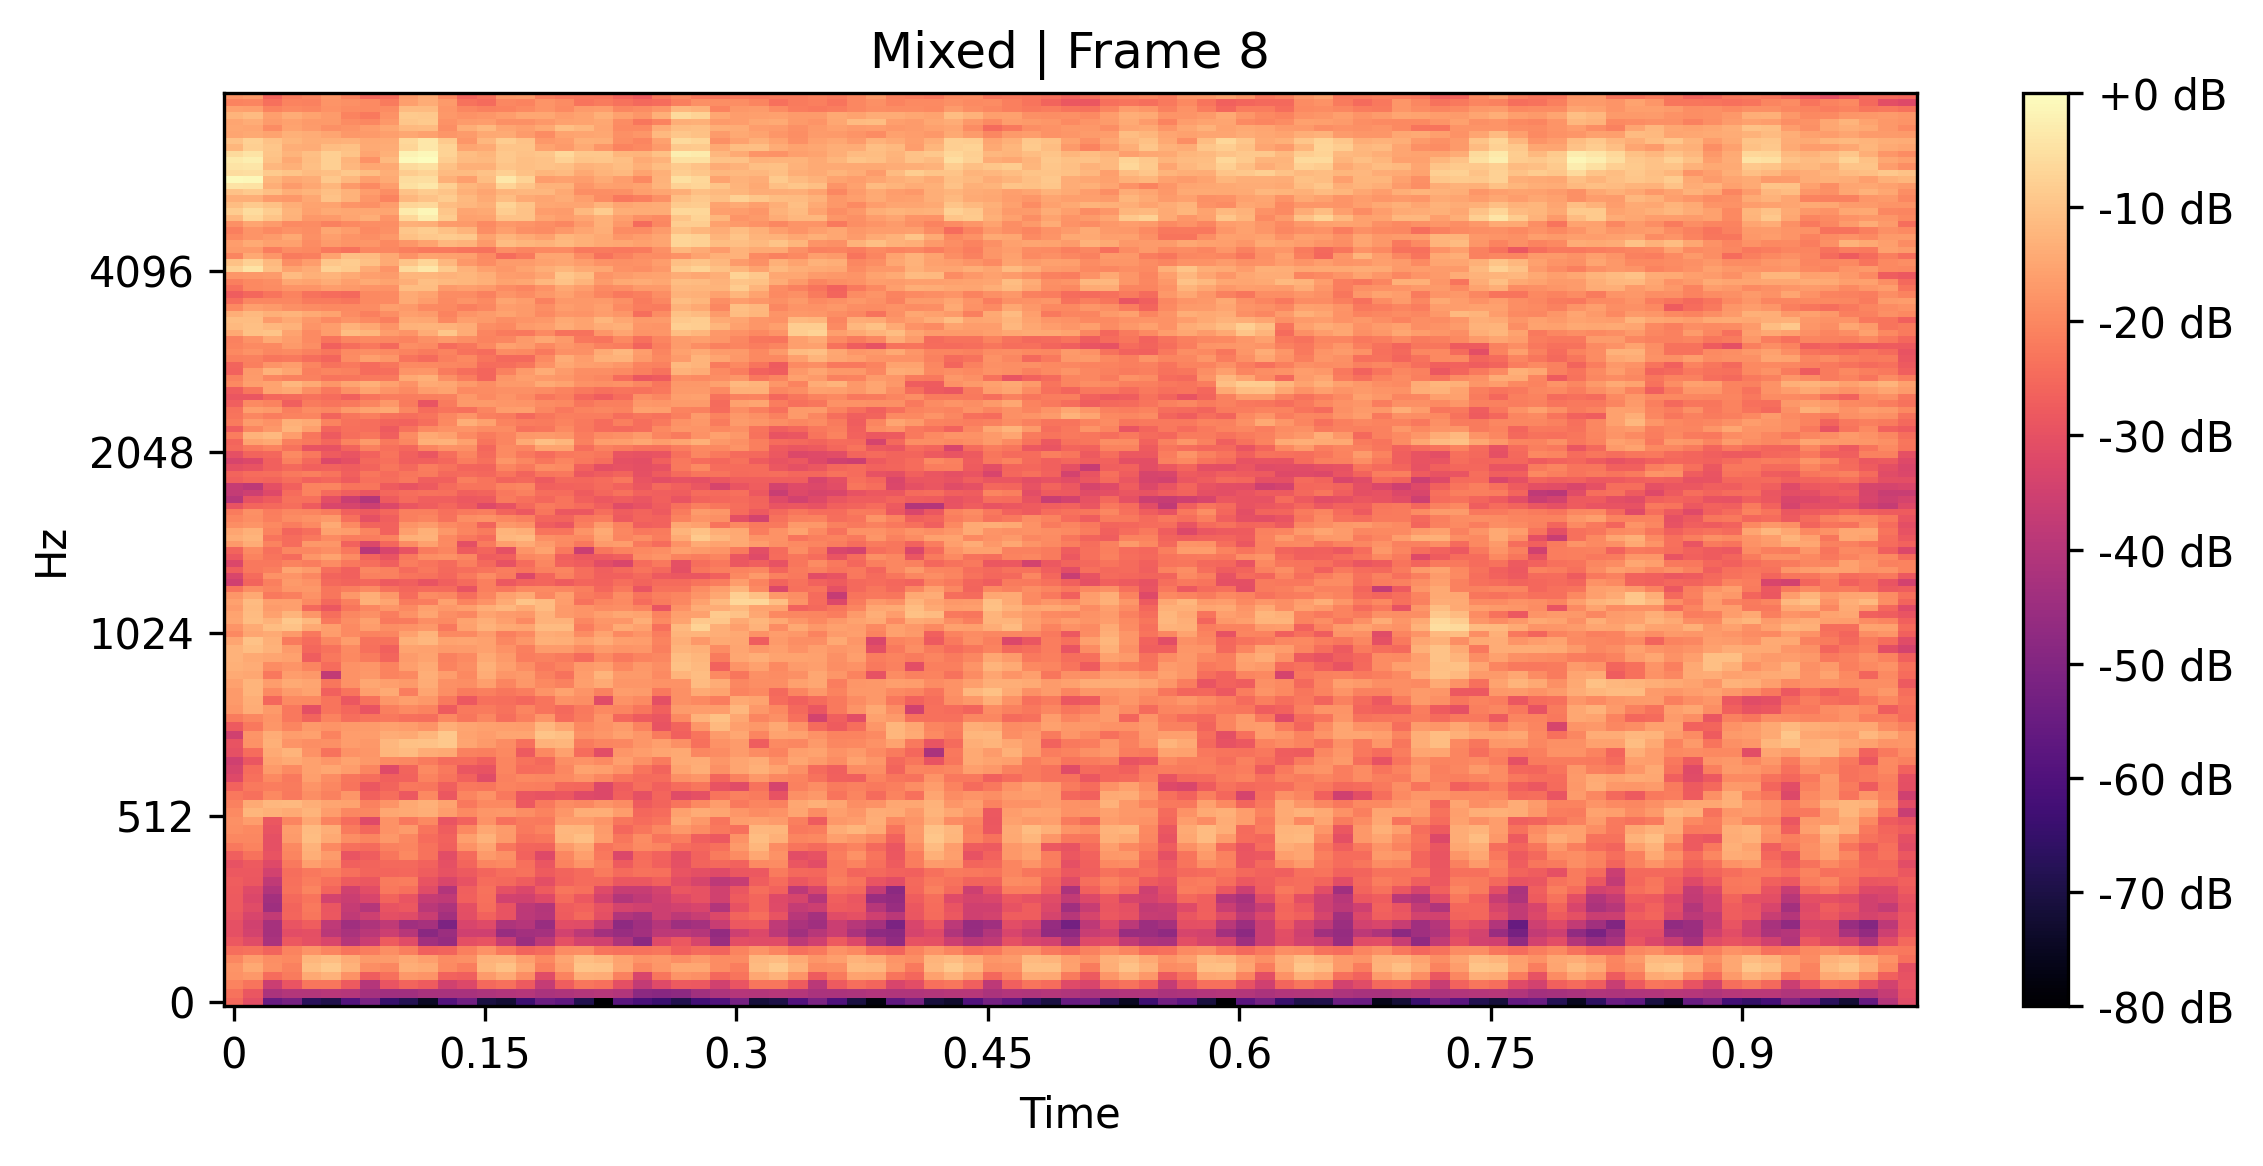 Mixed | Frame 8
+0 dB
-10 dB
4096
-20 dB
-30 dB
2048
Hz
-40 dB
1024
-50 dB
512
-60 dB
-70 dB
0
-80 dB
0 0.15 0.3 0.45 0.6 0.75 0.9
Time